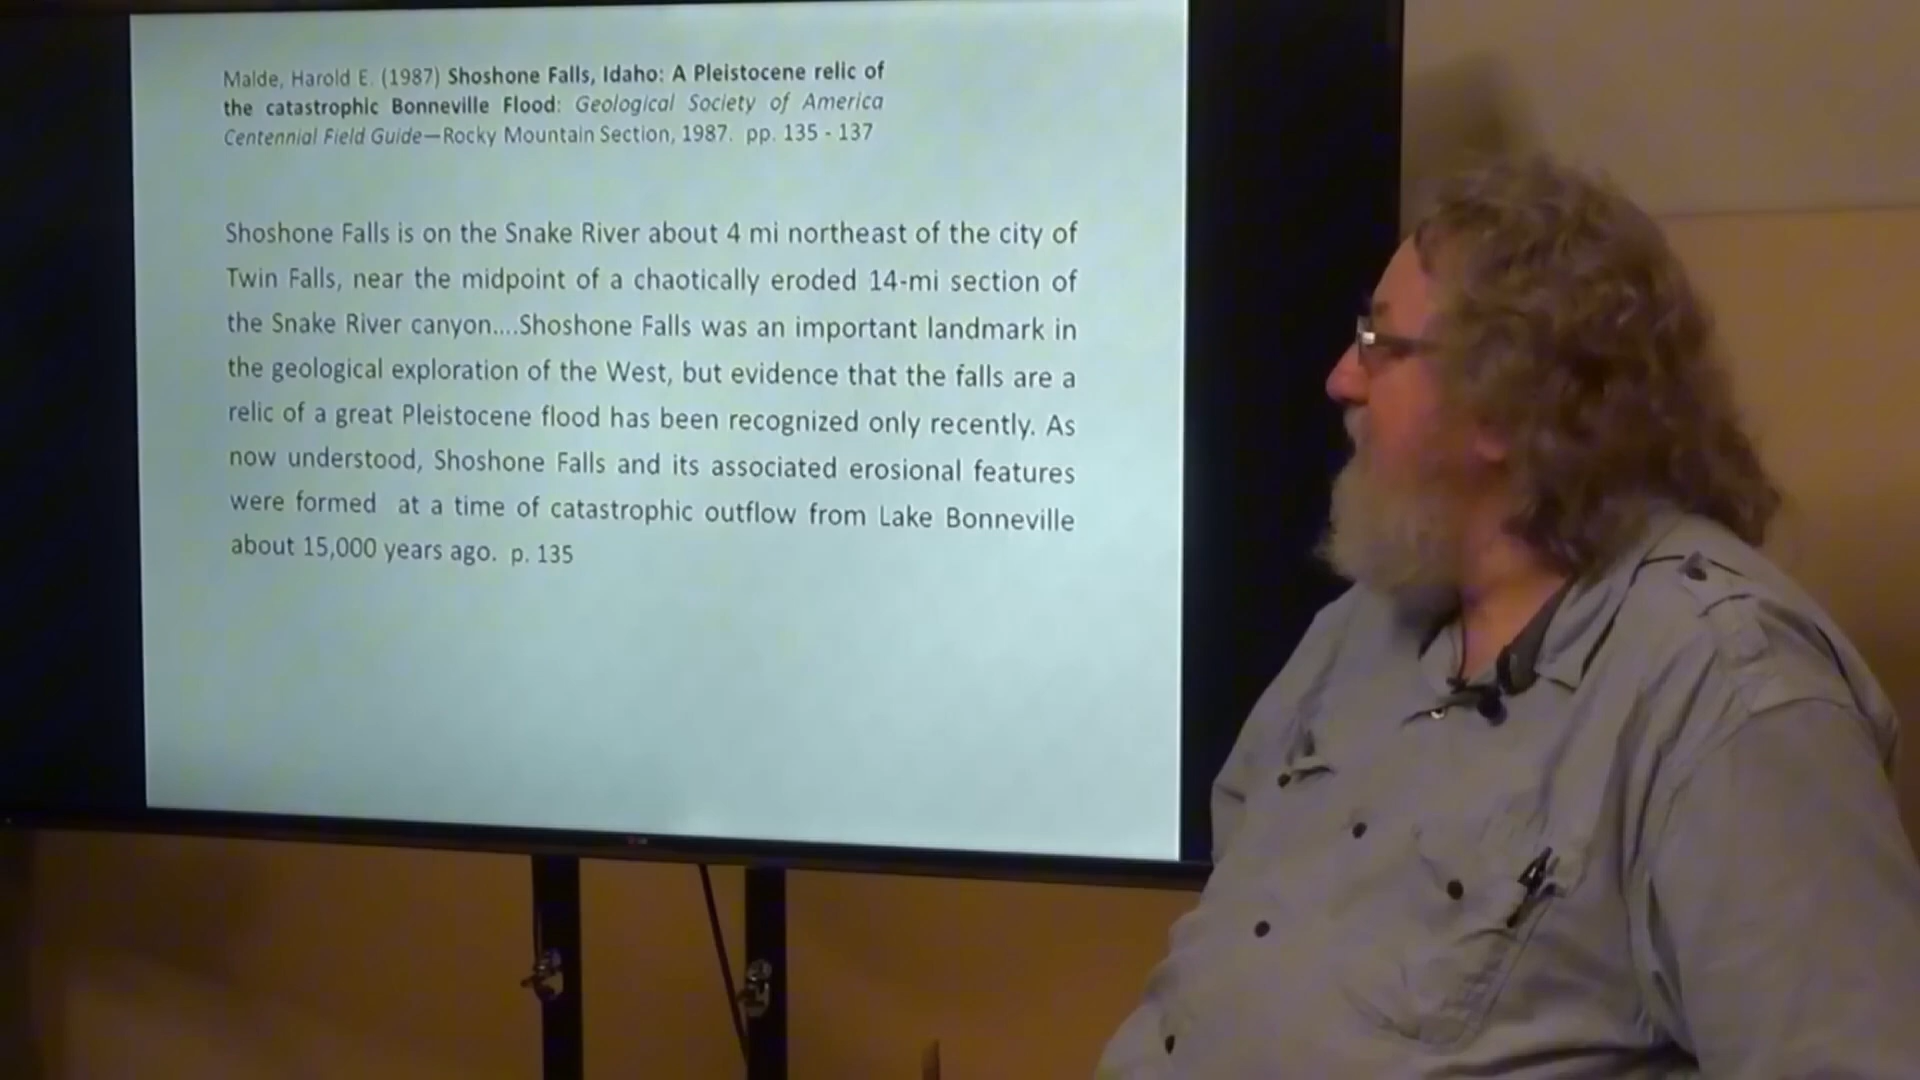 Malde, Harold E. (1987) Shoshone Falls, Idaho: A Pleistocene relic of
the catastrophic Bonneville Flood: Geological Society of America
Centennial Field Guide—Rocky Mountain Section, 1987. pp. 135 - 137
Shoshone Falls is on the Snake River about 4 mi northeast of the city of
Twin Falls, near the midpoint of a chaotically eroded 14-mi section of
the Snake River canyon....Shoshone Falls was an important landmark in
the geological exploration of the West, but evidence that the falls are a
relic of a great Pleistocene flood has been recognized only recently. As
now understood, Shoshone Falls and its associated erosional features
were formed at a time of catastrophic outflow from Lake Bonneville
about 15,000 years ago. p. 135